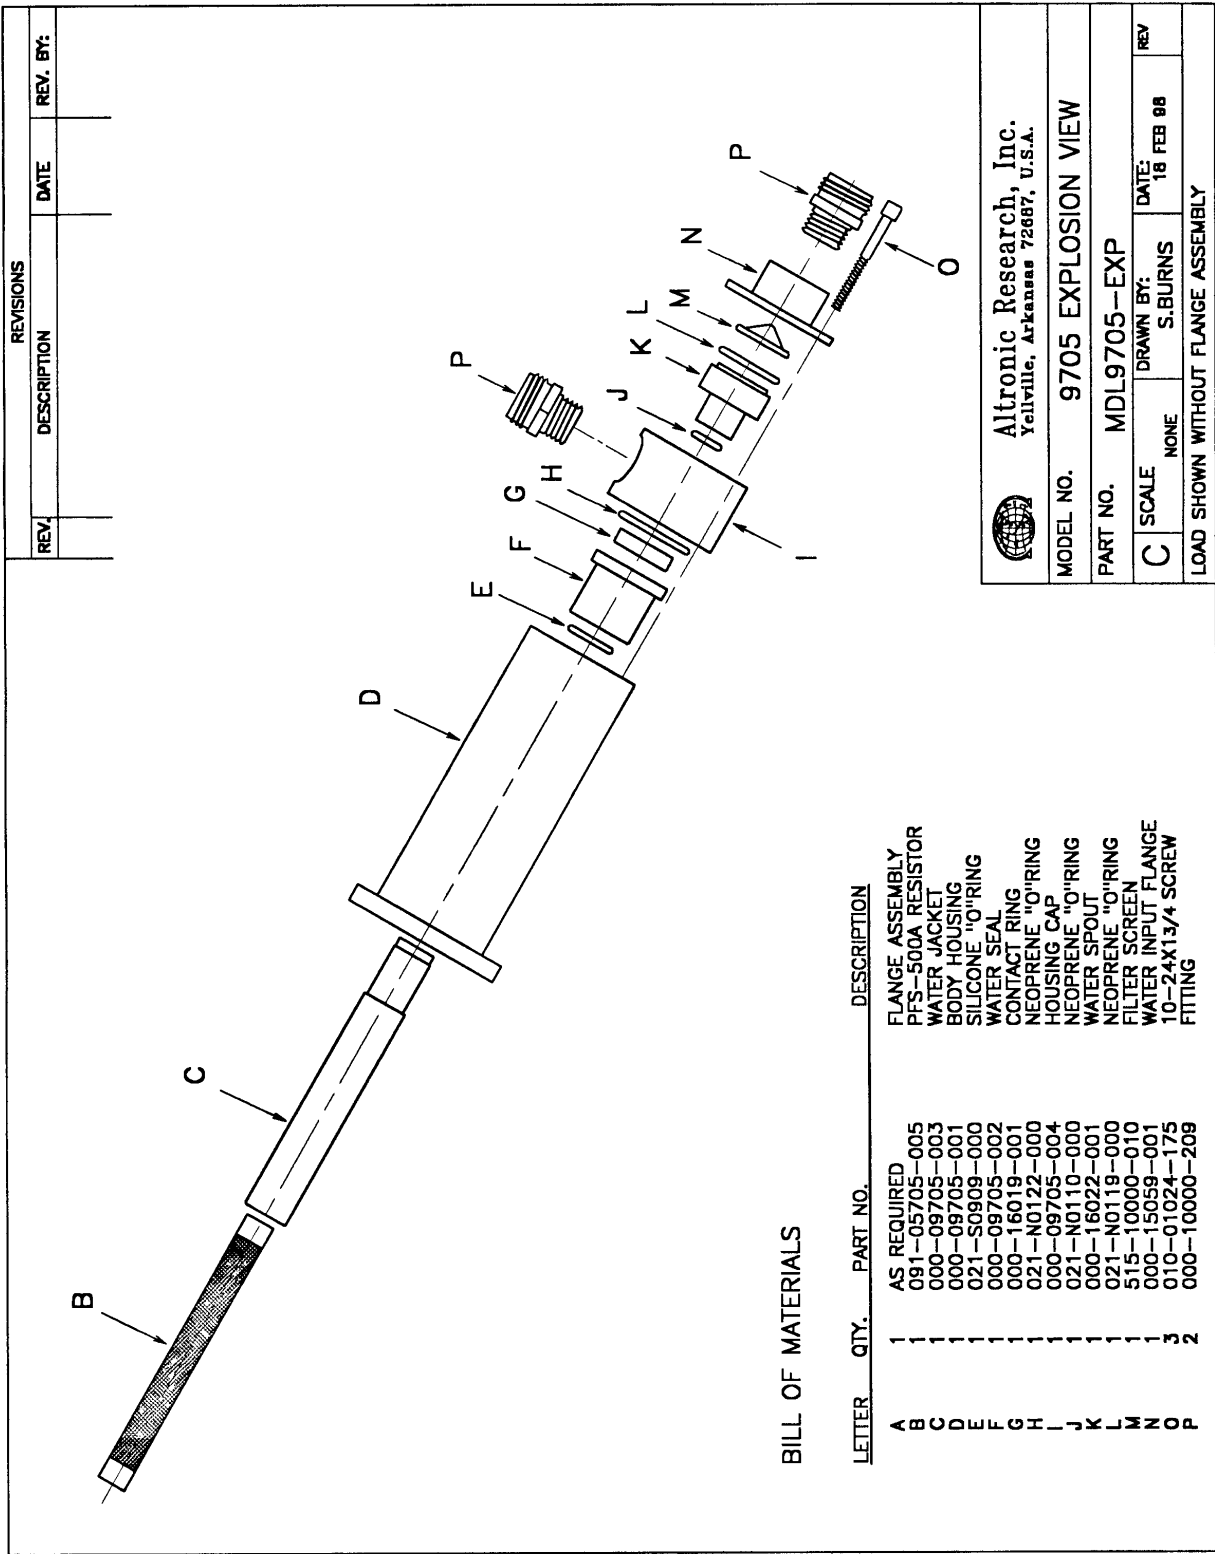 REVISIONS
REV. DESCRIPTION DATE REV. BY:
B
C
D
E
F
G
H
I
J
K
L
M
N
O
P
P
BILL OF MATERIALS
LETTER QTY. PART NO. DESCRIPTION
A 1 AS REQUIRED FLANGE ASSEMBLY
B 1 091-05705-005 PFS-500A RESISTOR
C 1 000-09705-003 WATER JACKET
D 1 000-09705-001 BODY HOUSING
E 1 021-S0909-000 SILICONE "O"RING
F 1 000-09705-002 WATER SEAL
G 1 000-16019-001 CONTACT RING
H 1 021-N0122-000 NEOPRENE "O"RING
I 1 000-09705-004 HOUSING CAP
J 1 021-N0110-000 NEOPRENE "O"RING
K 1 000-16022-001 WATER SPOUT
L 1 021-N0119-000 NEOPRENE "O"RING
M 1 515-10000-010 FILTER SCREEN
N 1 000-15059-001 WATER INPUT FLANGE
O 3 010-01024-175 10-24X13/4 SCREW
P 2 000-10000-209 FITTING
Altronic Research, Inc.
Yellville, Arkansas 72687, U.S.A.
MODEL NO. 9705 EXPLOSION VIEW
PART NO. MDL9705-EXP
C SCALE NONE DRAWN BY: S.BURNS DATE: 18 FEB 98 REV
LOAD SHOWN WITHOUT FLANGE ASSEMBLY